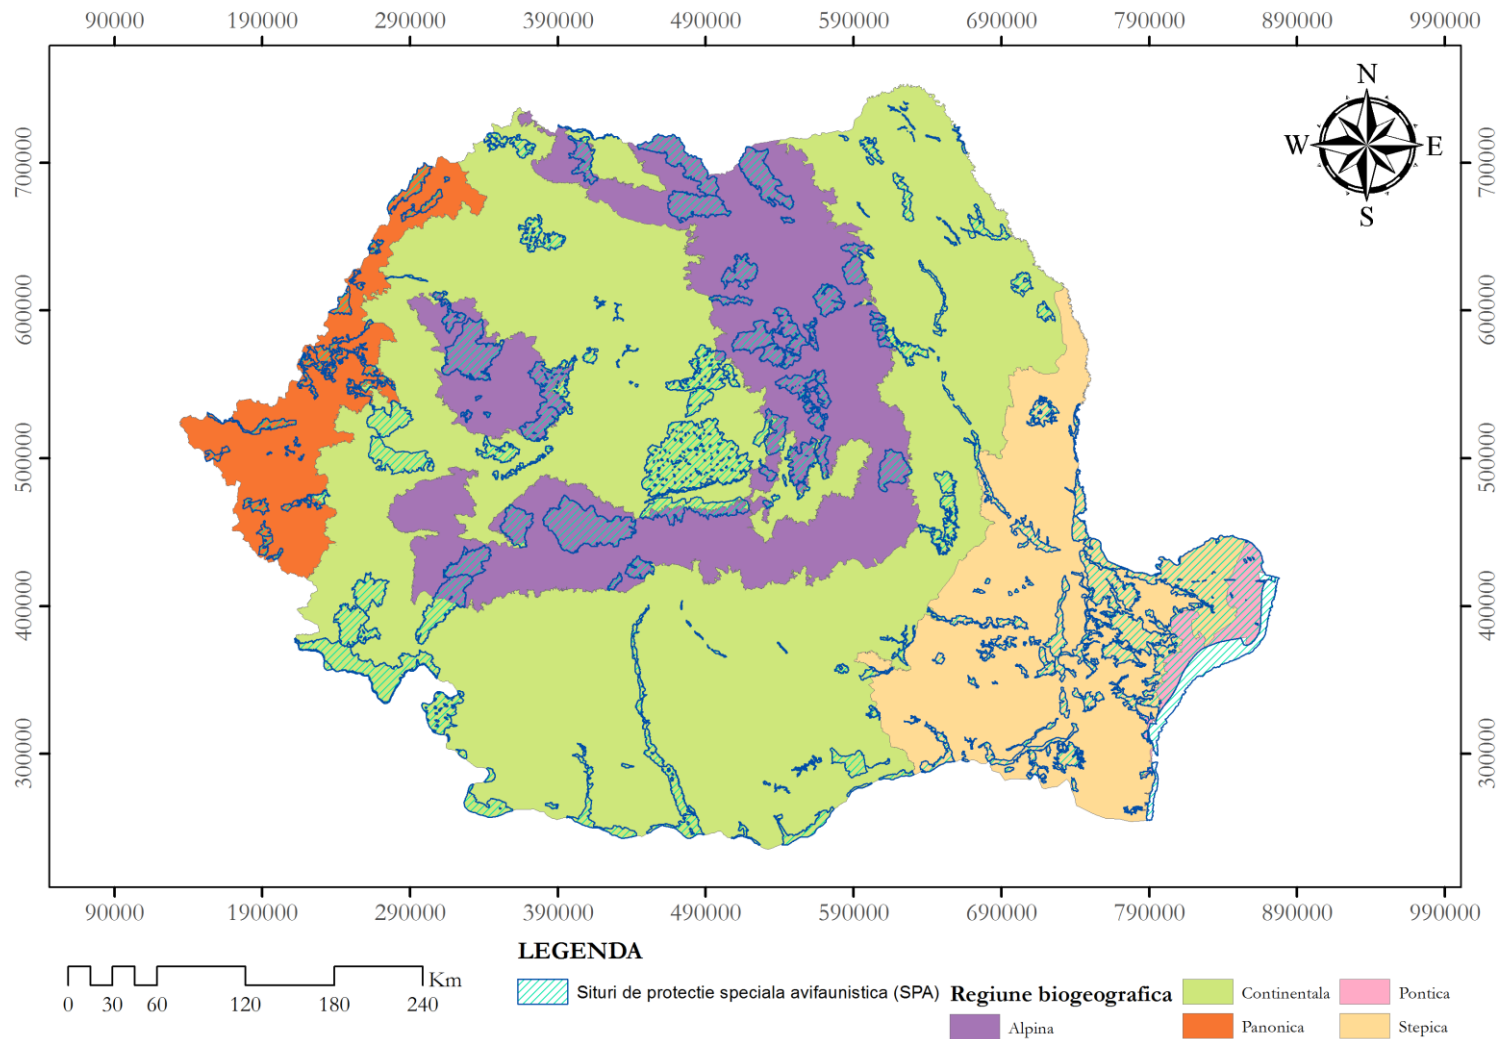 90000 190000 290000 390000 490000 590000 690000 790000 890000 990000
N
W E
S
700000 700000
600000 600000
500000 500000
400000 400000
300000 300000
90000 190000 290000 390000 490000 590000 690000 790000 890000 990000
LEGENDA
Km
0 30 60 120 180 240
Situri de protectie speciala avifaunistica (SPA)
Regiune biogeografica
Alpina
Continentala
Panonica
Pontica
Stepica